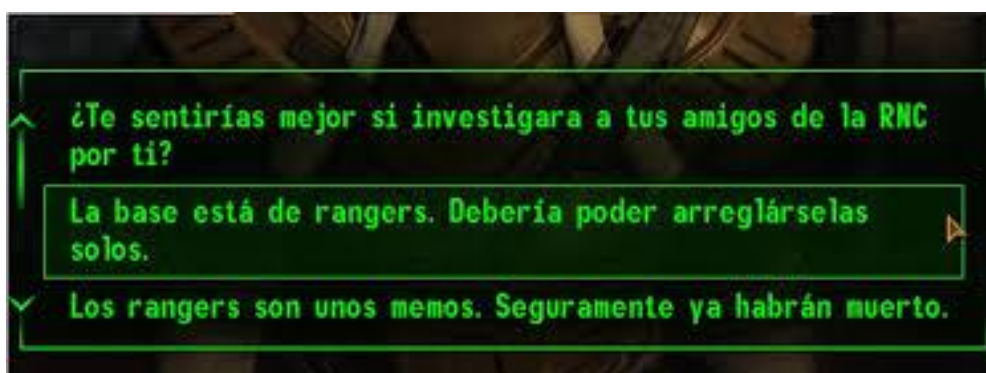 ¿Te sentirías mejor si investigara a tus amigos de la RNC
por ti?
La base está de rangers. Debería poder arreglárselas
solos.
Los rangers son unos memos. Seguramente ya habrán muerto.